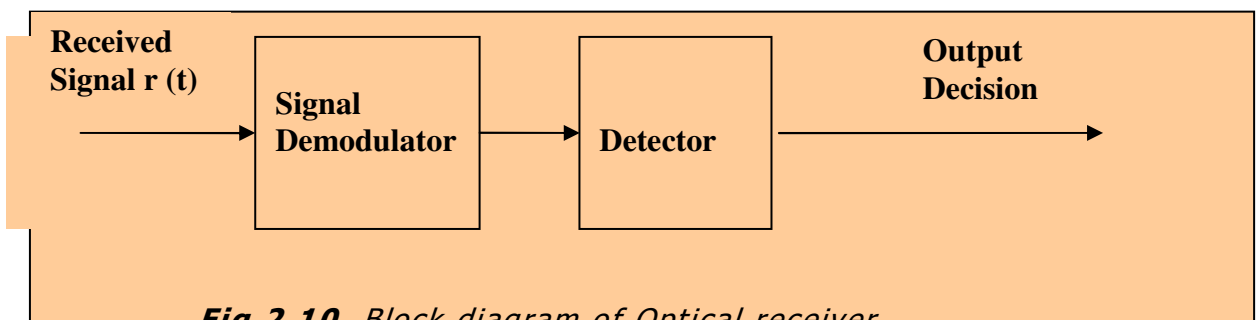 Received
Signal r (t)
Signal
Demodulator
Detector
Output
Decision
Fig 2.10 Block diagram of Optical receiver